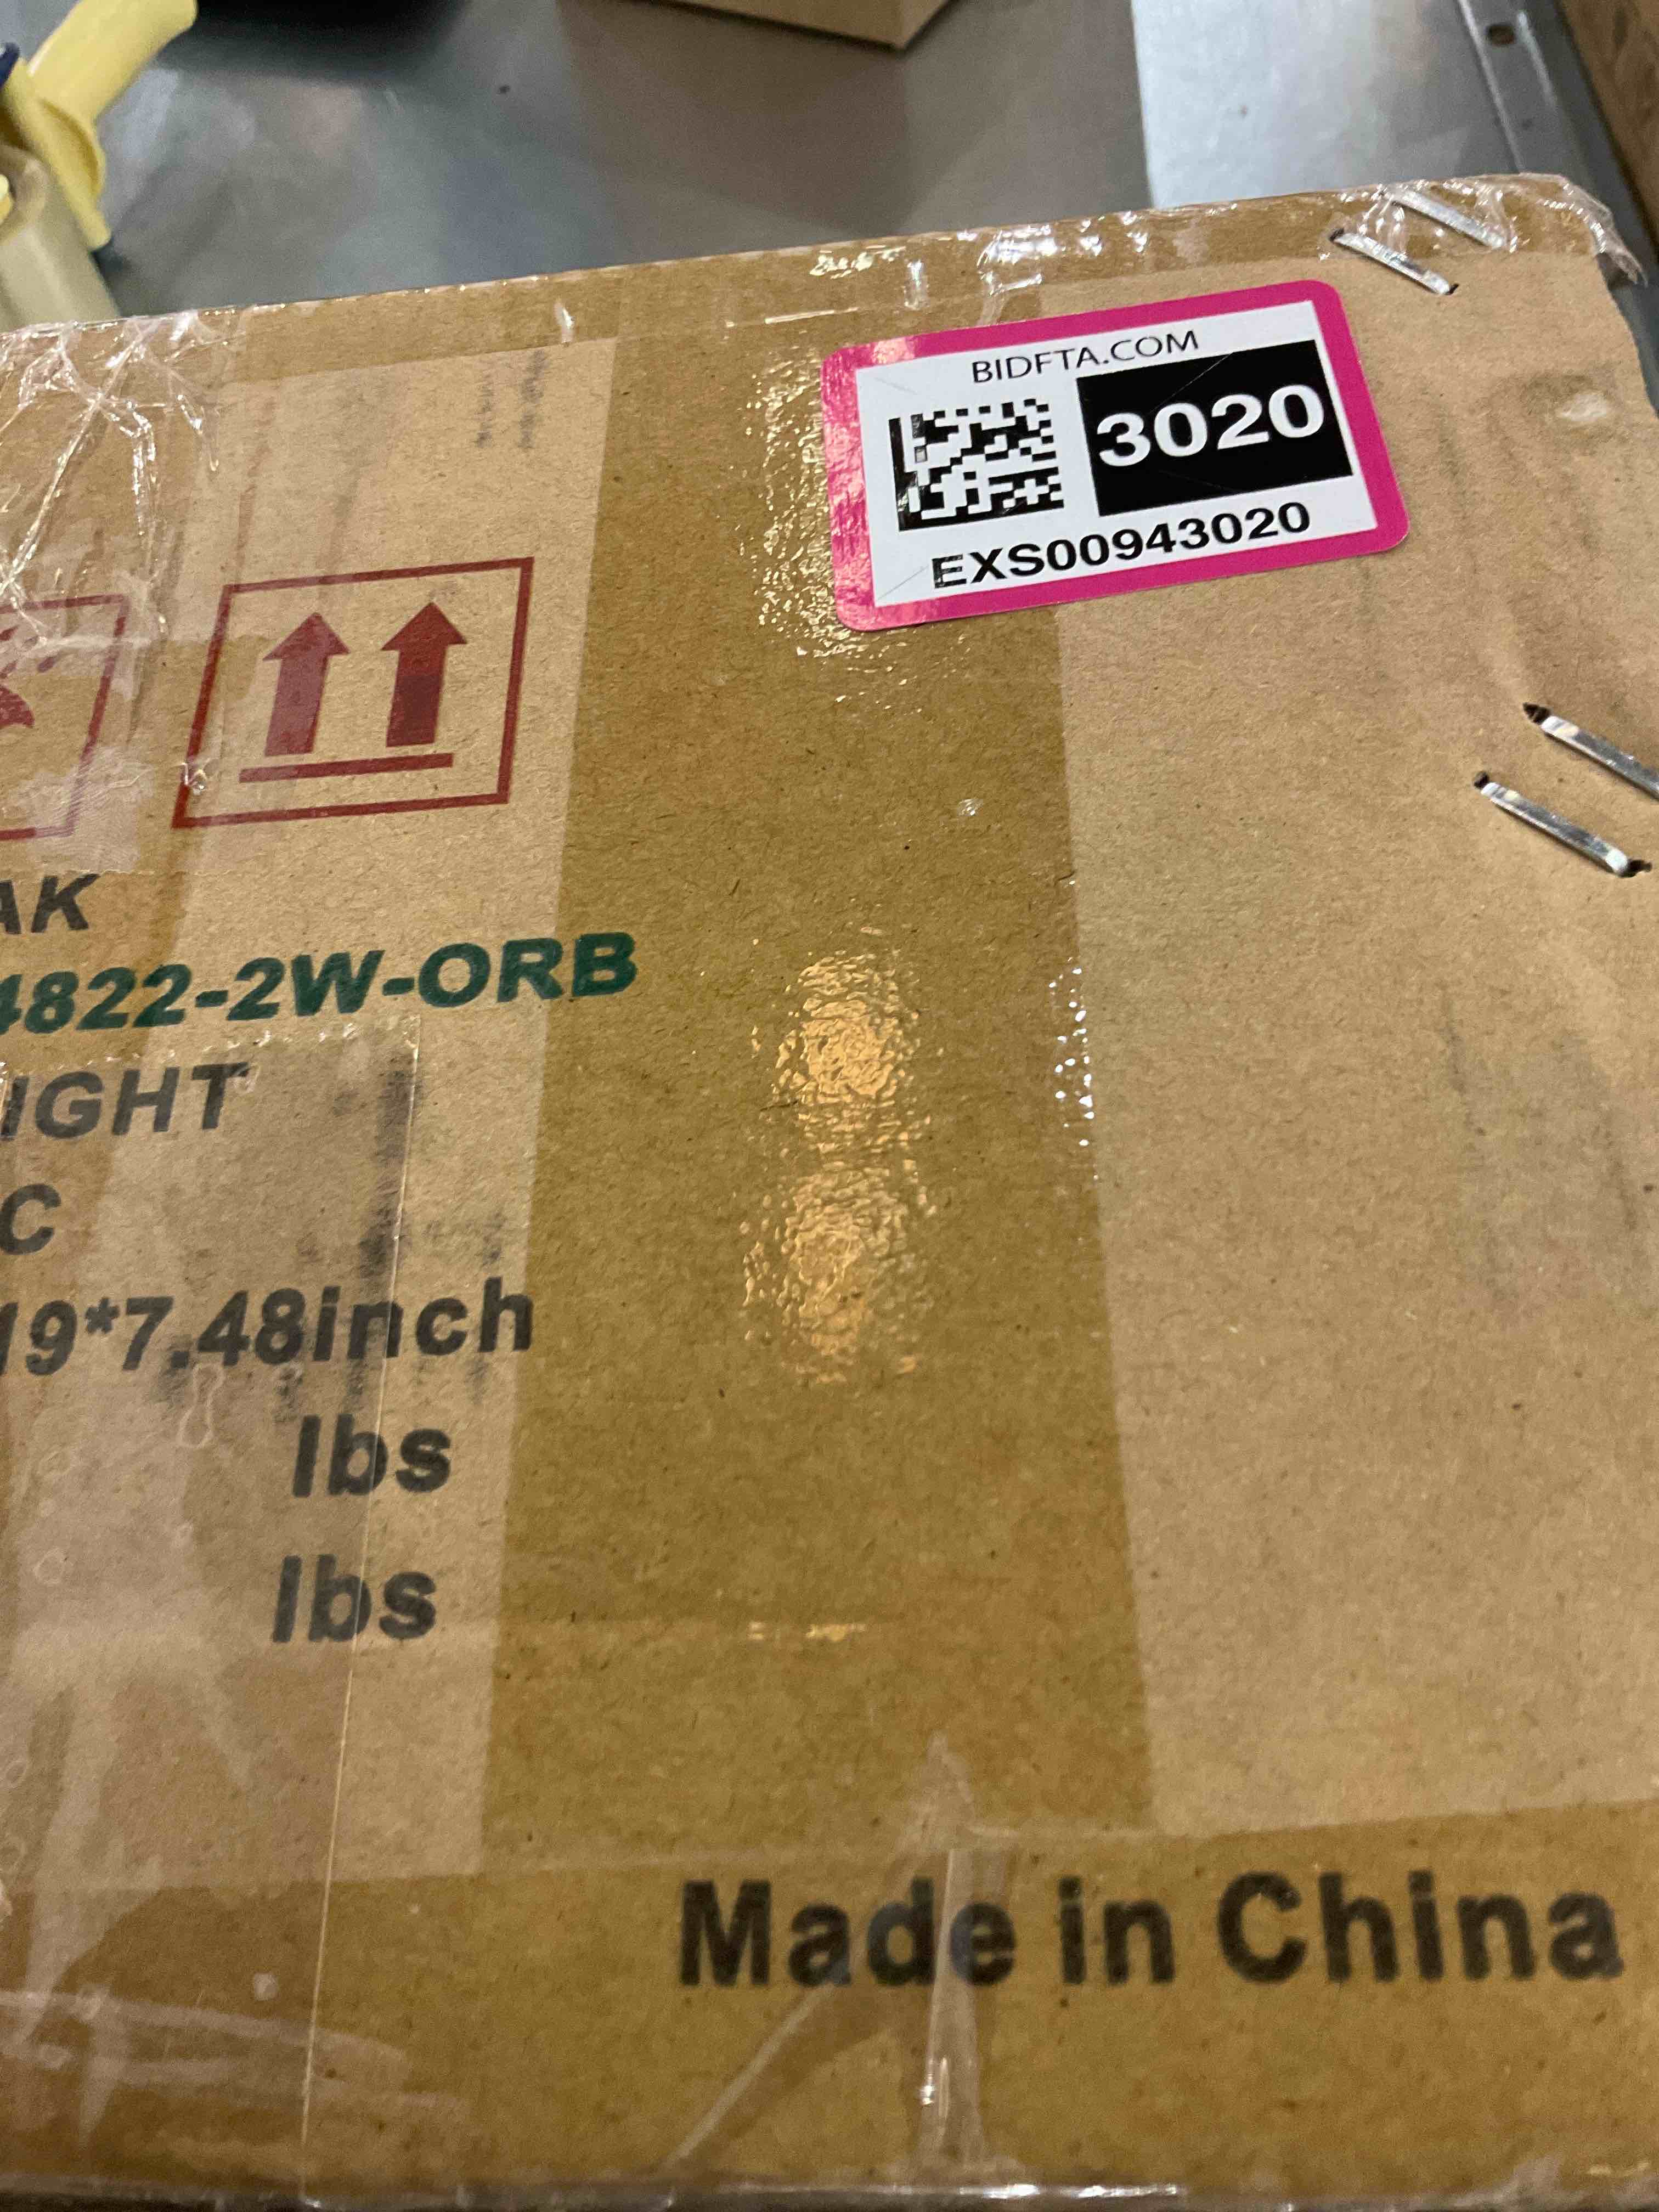 BIDFTA.COM
3020
EXS00943020
AK
4822-2W-ORB
IGHT
C
19*7.48inch
lbs
lbs
Made in China